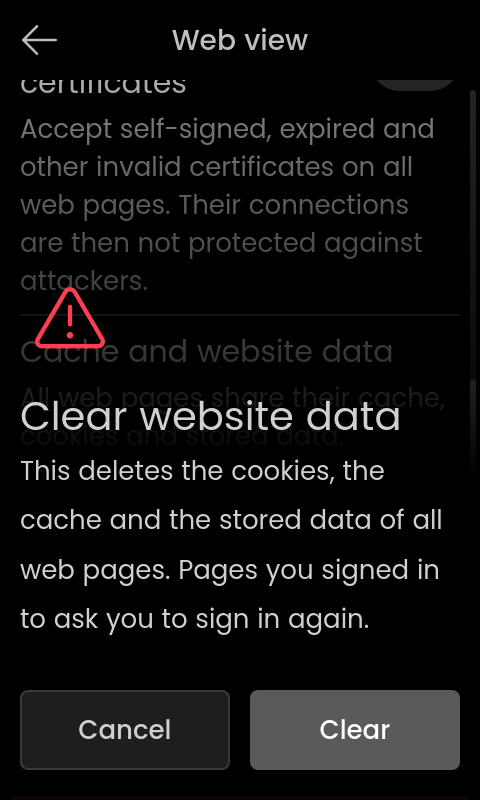 Web view
certificates
Accept self-signed, expired and
other invalid certificates on all
web pages. Their connections
are then not protected against
attackers.
Cache and website data
All web pages share their cache,
cookies and stored data.
Clear website data
This deletes the cookies, the
cache and the stored data of all
web pages. Pages you signed in
to ask you to sign in again.
Cancel
Clear